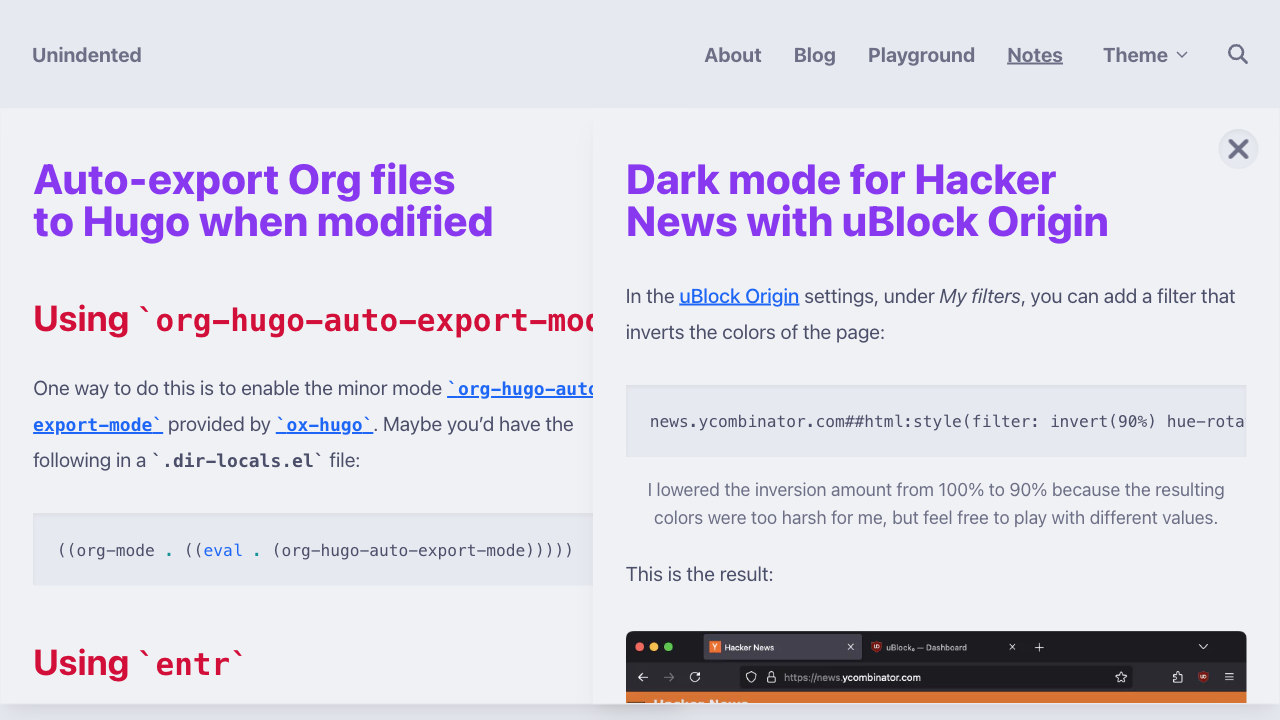 Unindented
About Blog Playground Notes Theme
Auto-export Org files
to Hugo when modified
Using `org-hugo-auto-export-mod
One way to do this is to enable the minor mode `org-hugo-auto
export-mode` provided by `ox-hugo`. Maybe you’d have the
following in a `.dir-locals.el` file:
((org-mode . ((eval . (org-hugo-auto-export-mode)))))
Using `entr`
Dark mode for Hacker
News with uBlock Origin
In the uBlock Origin settings, under My filters, you can add a filter that
inverts the colors of the page:
news.ycombinator.com##html:style(filter: invert(90%) hue-rota
I lowered the inversion amount from 100% to 90% because the resulting
colors were too harsh for me, but feel free to play with different values.
This is the result:
Y Hacker News uBlock₀ — Dashboard
https://news.ycombinator.com
Hacker News